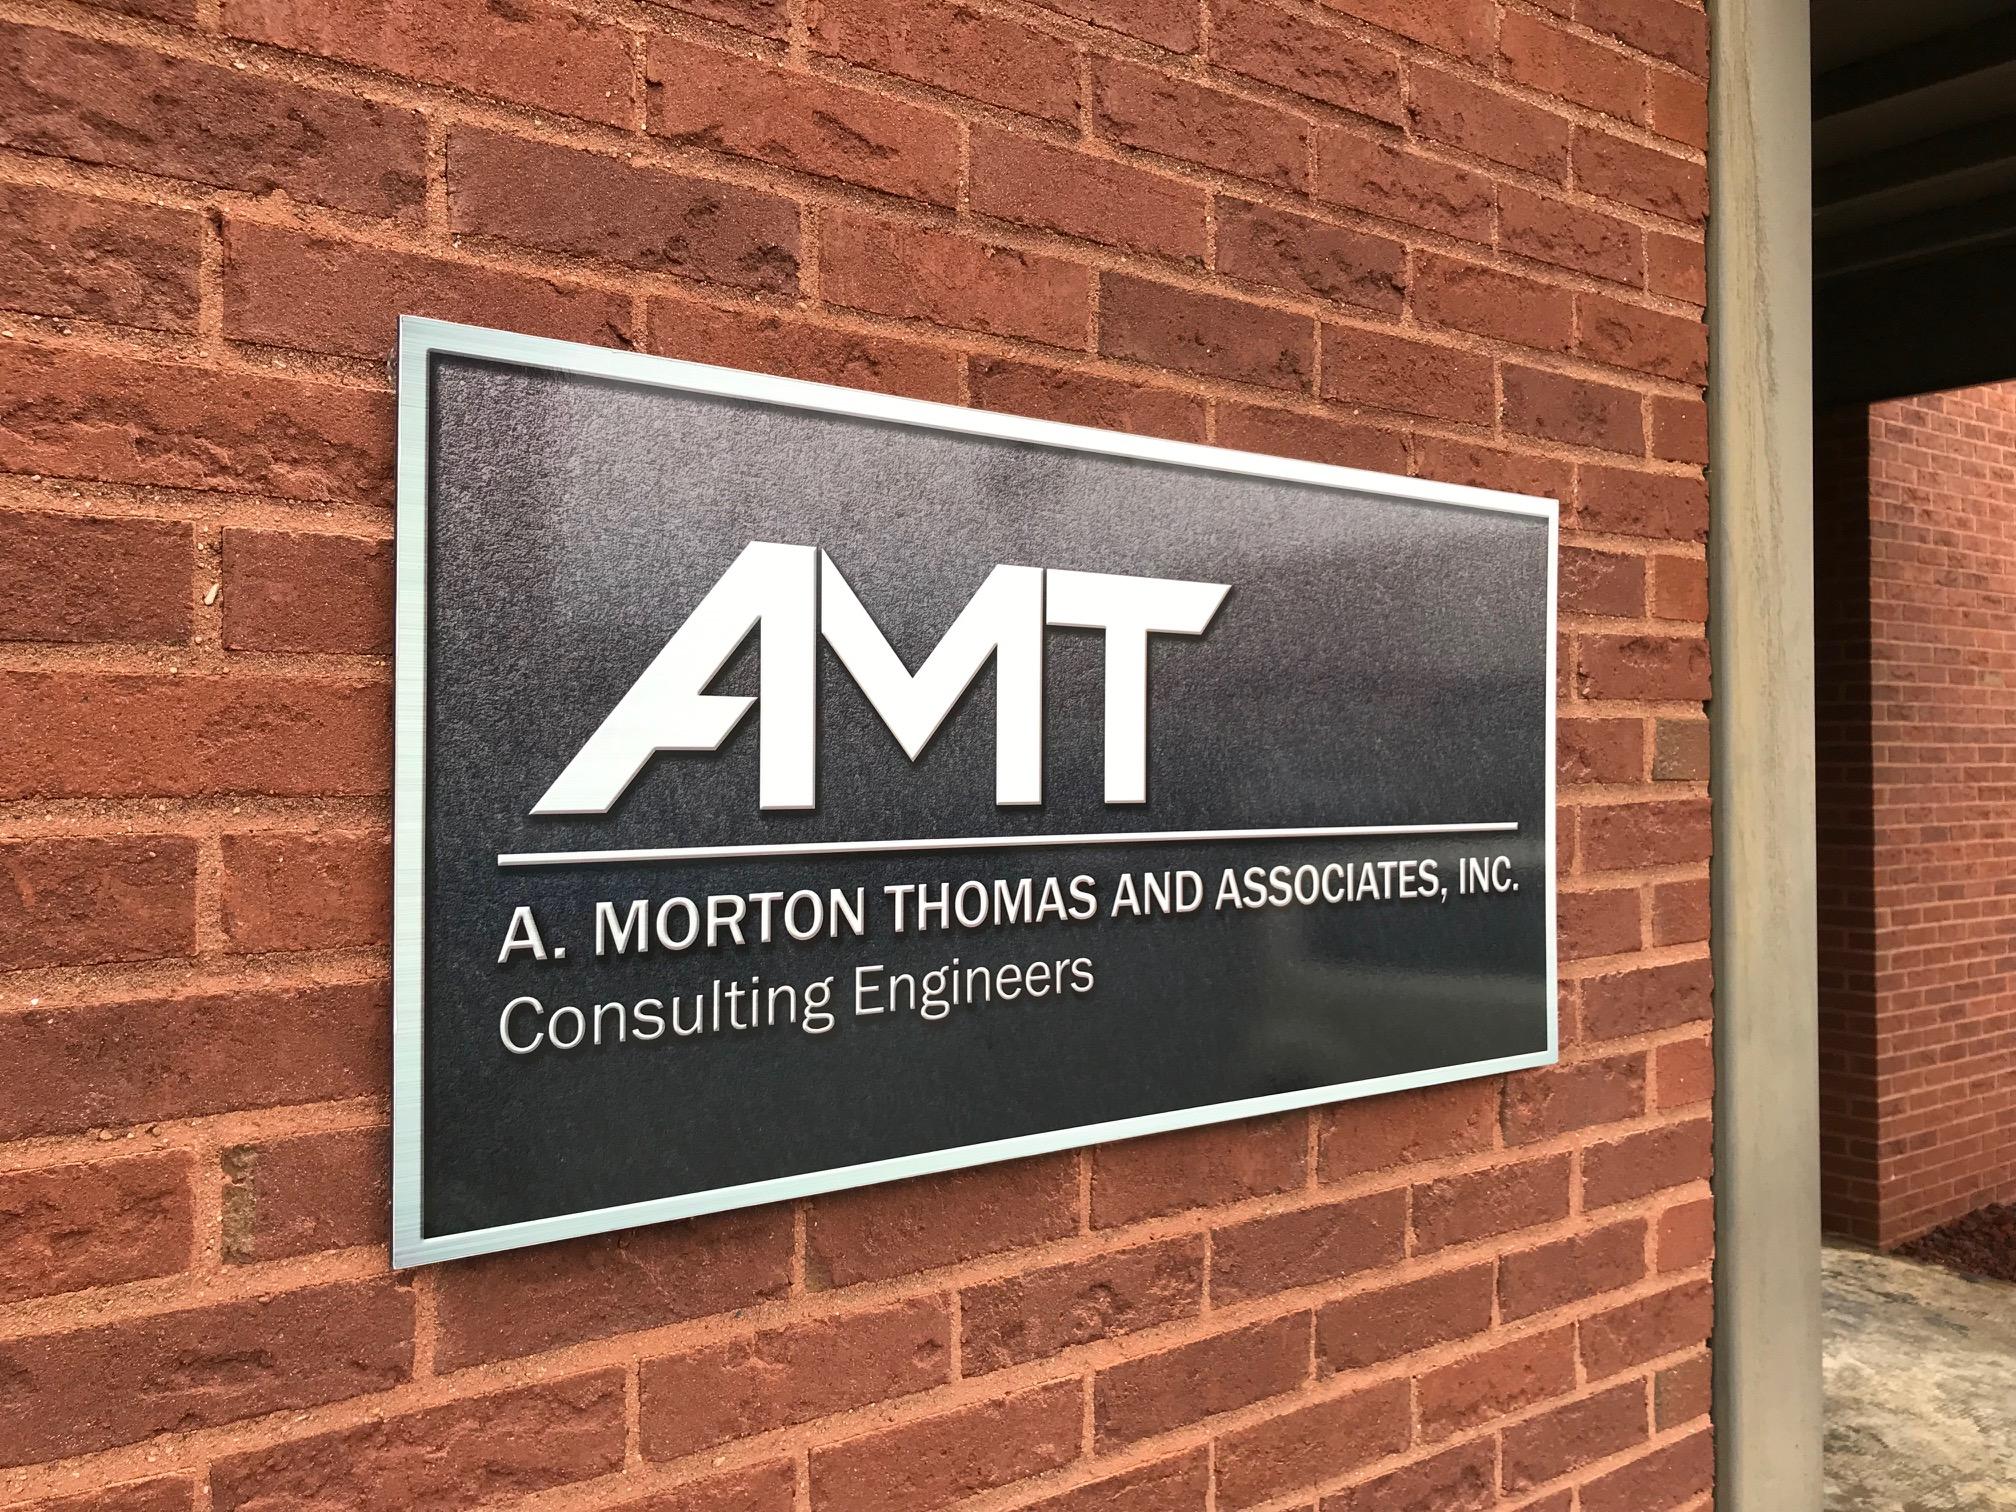 AMT
A. MORTON THOMAS AND ASSOCIATES, INC.
Consulting Engineers